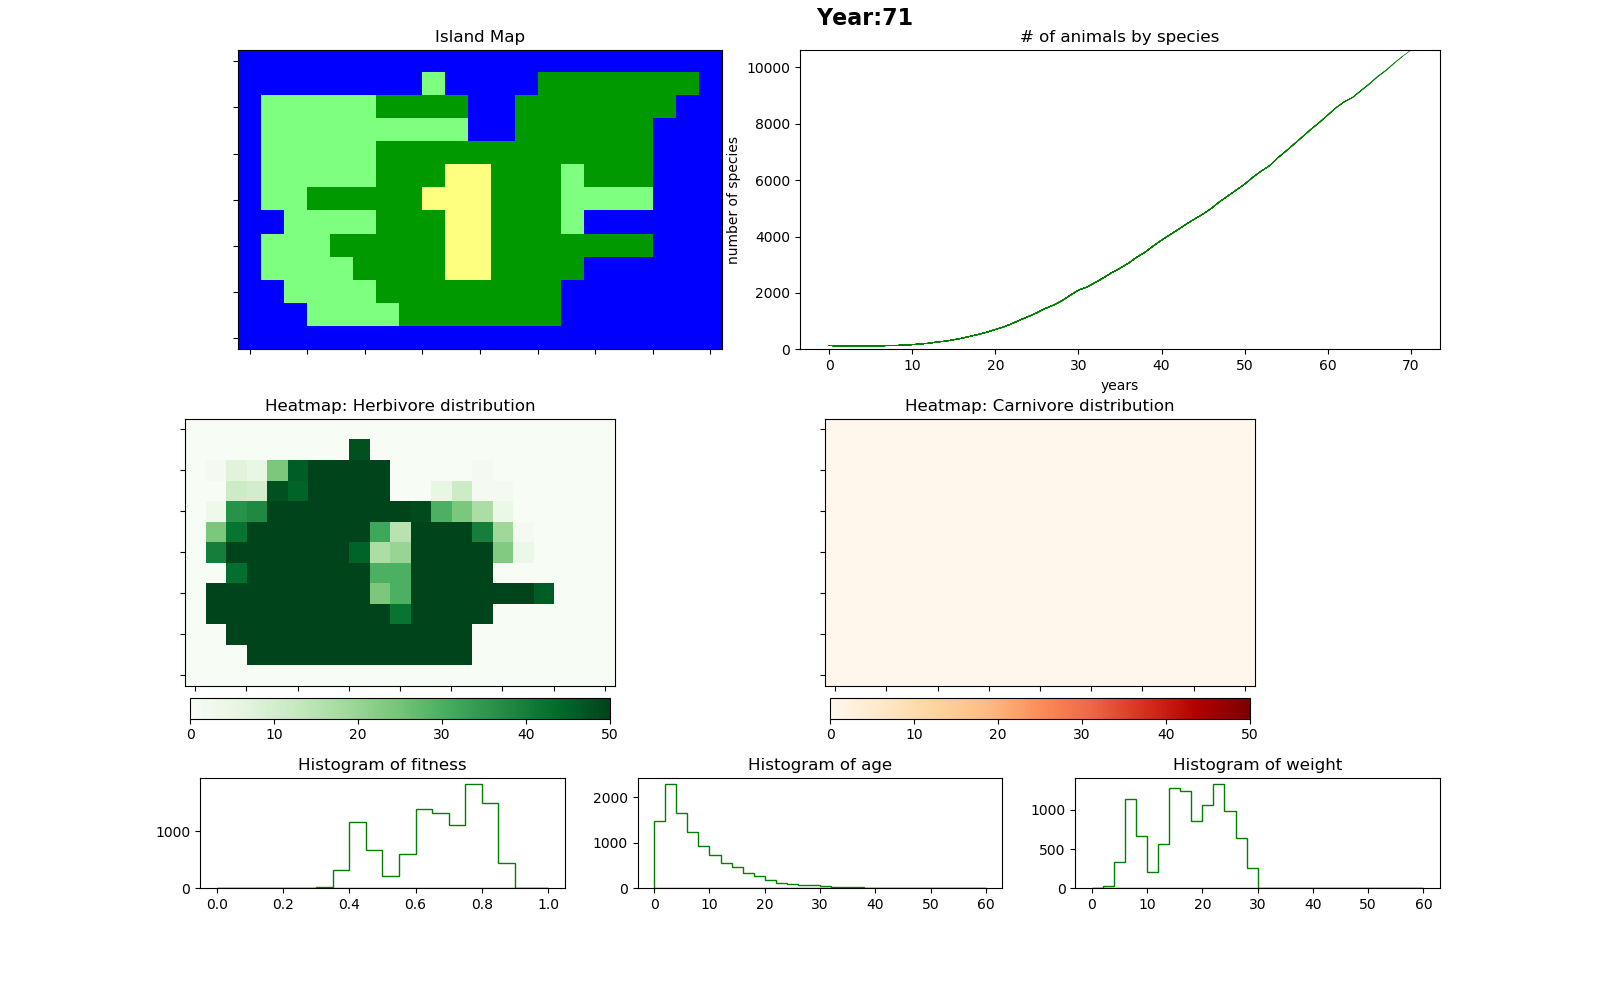 Year:71
Island Map
# of animals by species
number of species
10000
8000
6000
4000
2000
0
0 10 20 30 40 50 60 70
years
Heatmap: Herbivore distribution
Heatmap: Carnivore distribution
0 10 20 30 40 50
0 10 20 30 40 50
Histogram of fitness
1000
0
0.0 0.2 0.4 0.6 0.8 1.0
Histogram of age
2000
1000
0
0 10 20 30 40 50 60
Histogram of weight
1000
500
0
0 10 20 30 40 50 60